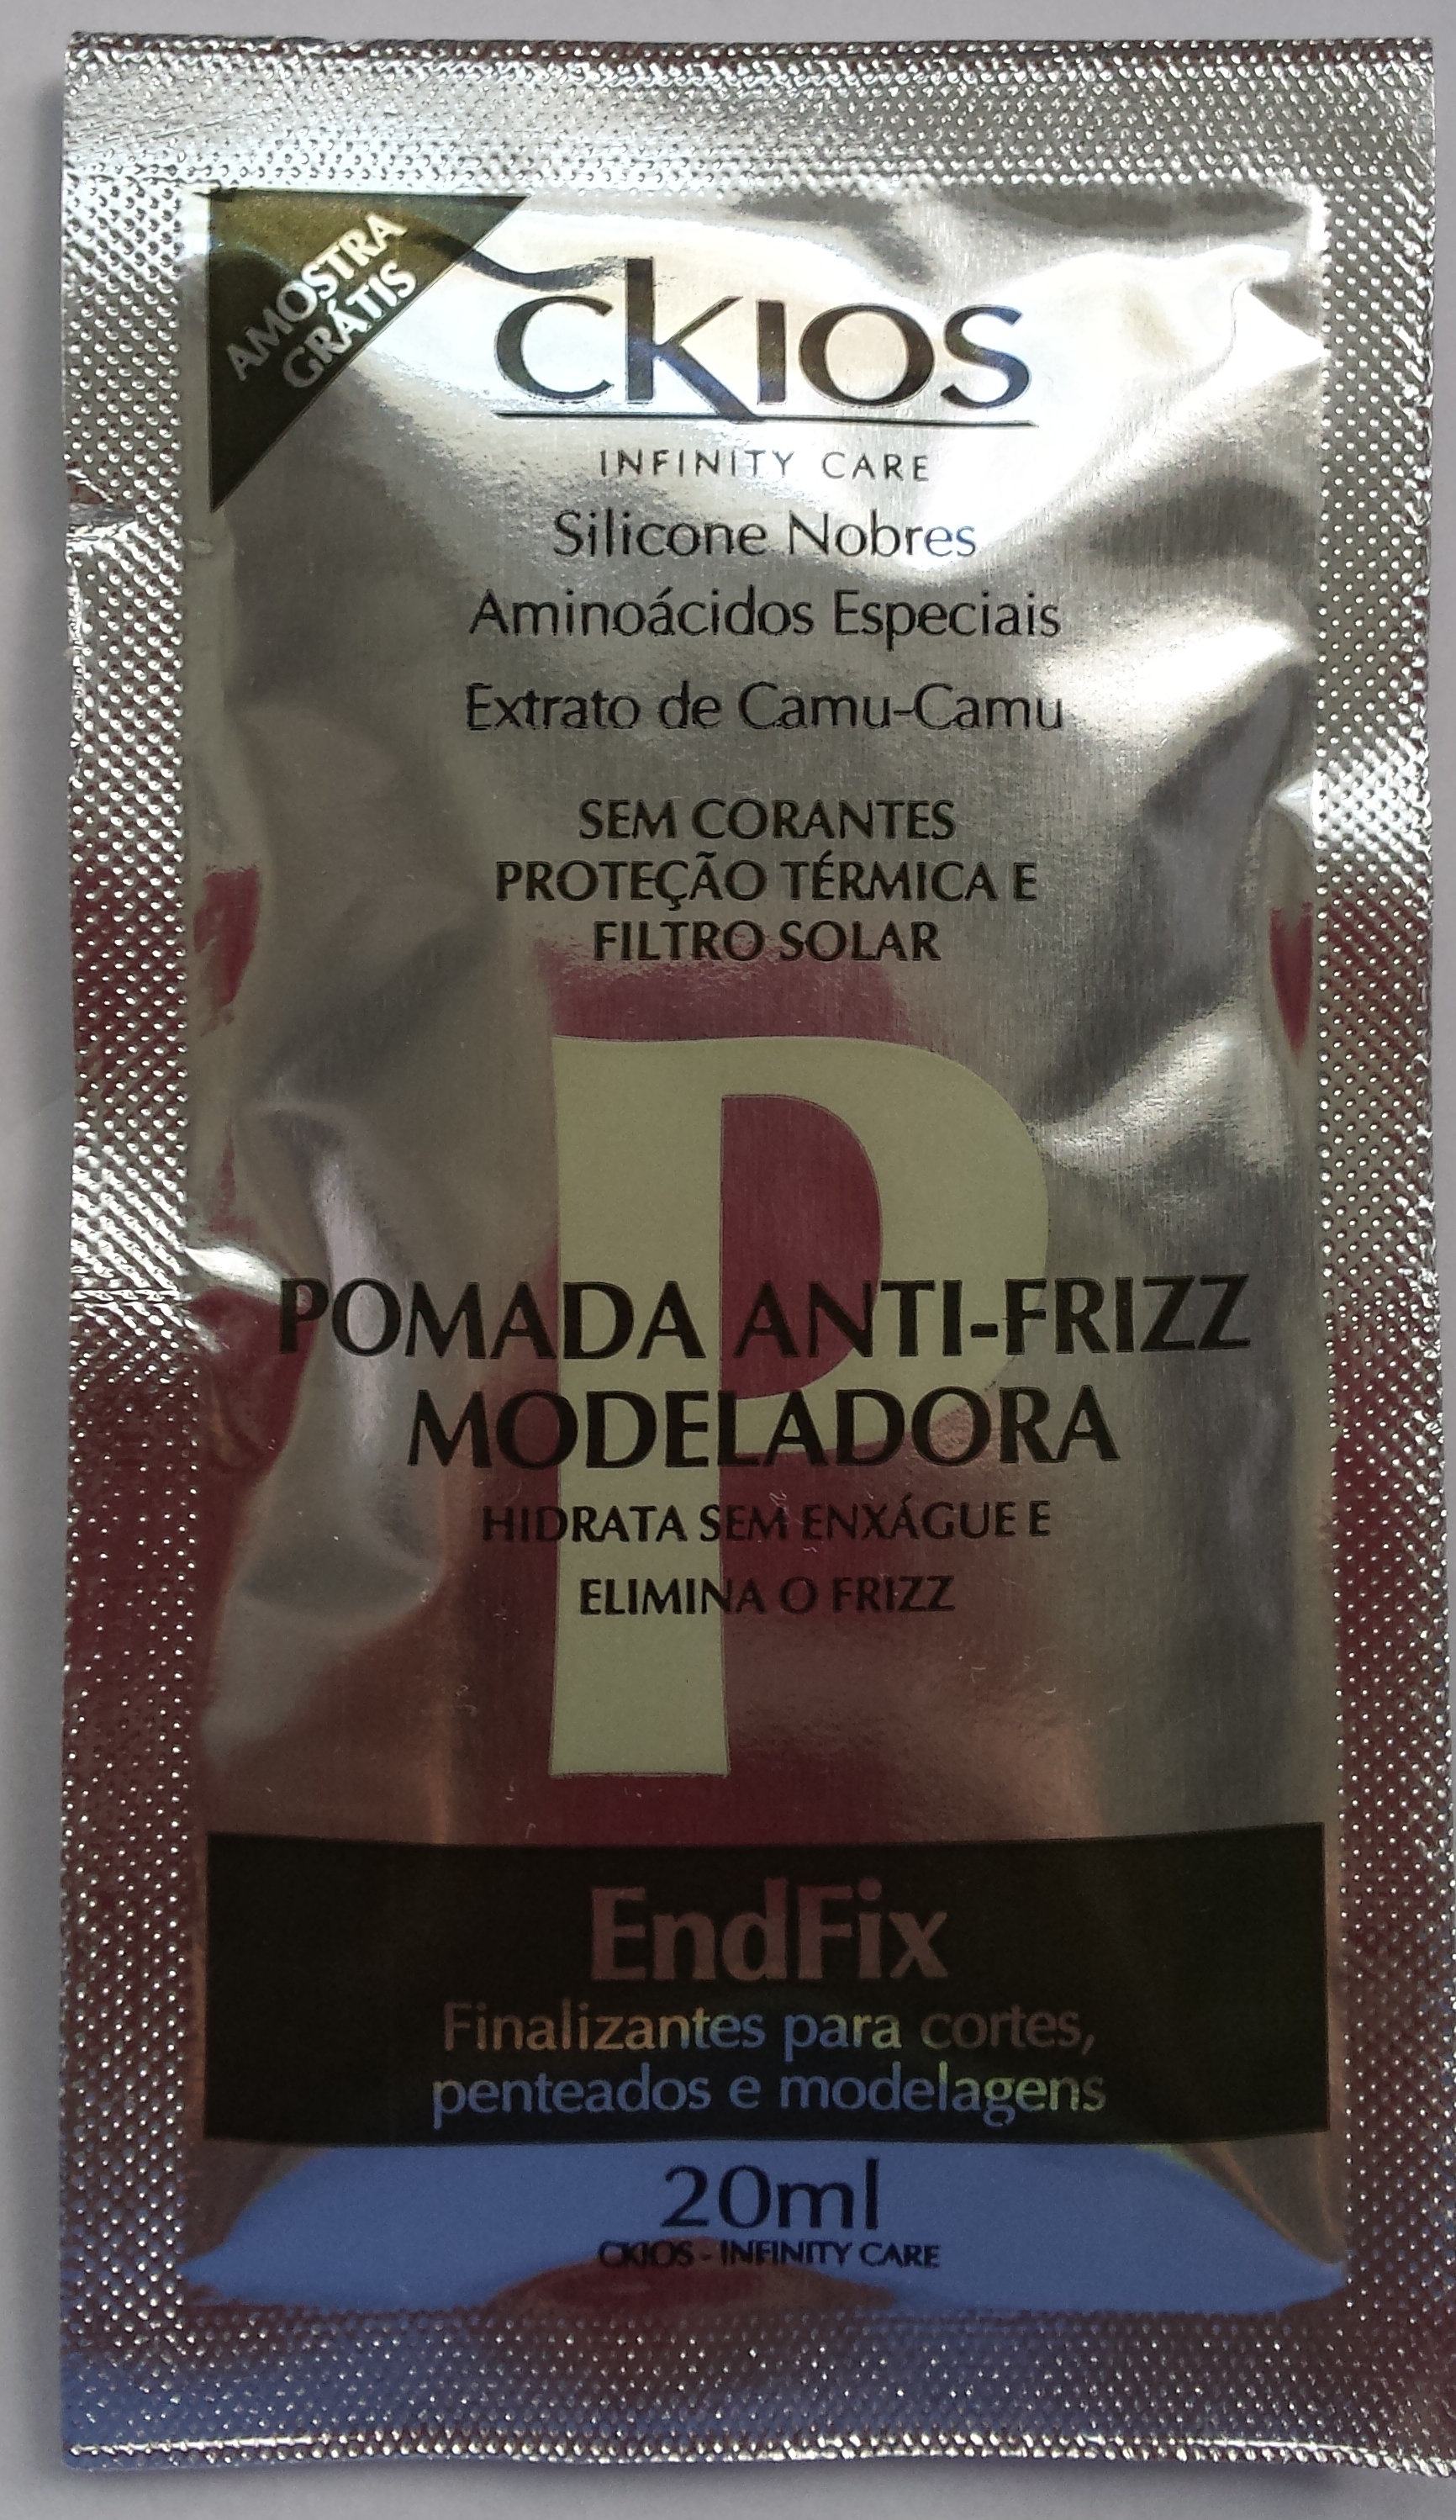 AMOSTRA
GRÁTIS
CKIOS
INFINITY CARE
Silicone Nobres
Aminoácidos Especiais
Extrato de Camu-Camu
SEM CORANTES
PROTEÇÃO TÉRMICA E
FILTRO SOLAR
P
POMADA ANTI-FRIZZ
MODELADORA
HIDRATA SEM ENXÁGUE E
ELIMINA O FRIZZ
EndFix
Finalizantes para cortes,
penteados e modelagens
20ml
CKIOS - INFINITY CARE